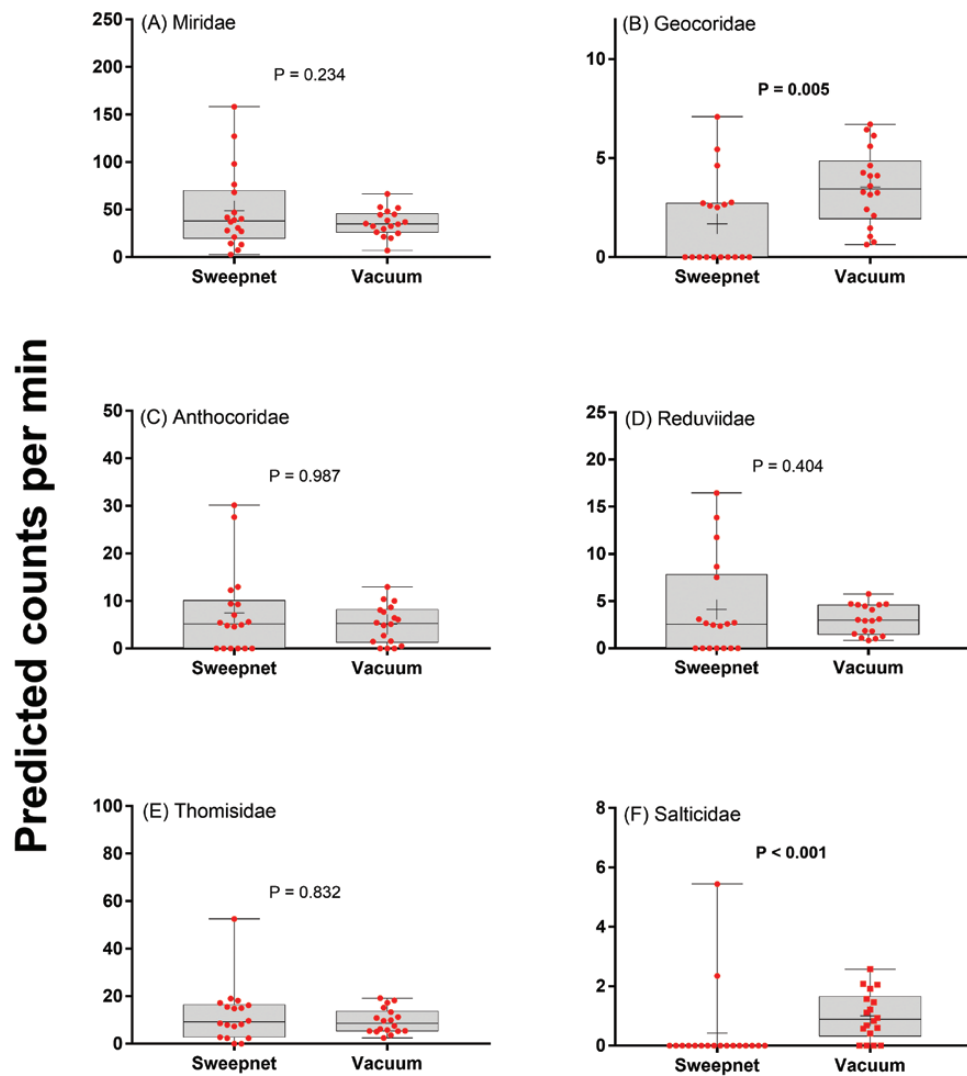 Predicted counts per min
(A) Miridae
P = 0.234
250
200
150
100
50
0
Sweepnet Vacuum
(B) Geocoridae
P = 0.005
10
5
0
Sweepnet Vacuum
(C) Anthocoridae
P = 0.987
50
40
30
20
10
0
Sweepnet Vacuum
(D) Reduviidae
P = 0.404
25
20
15
10
5
0
Sweepnet Vacuum
(E) Thomisidae
P = 0.832
100
80
60
40
20
0
Sweepnet Vacuum
(F) Salticidae
P < 0.001
8
6
4
2
0
Sweepnet Vacuum